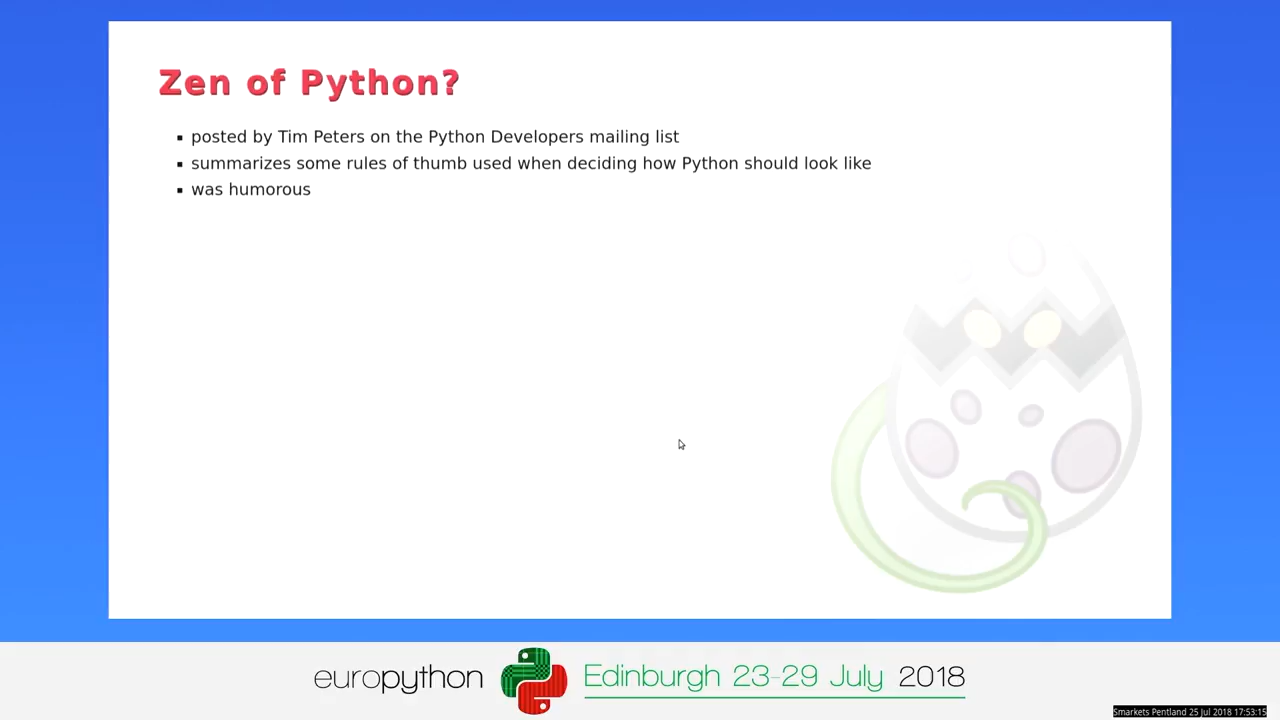 Zen of Python?
posted by Tim Peters on the Python Developers mailing list
summarizes some rules of thumb used when deciding how Python should look like
was humorous
europython Edinburgh 23-29 July 2018
Smarkets Pentland 25 Jul 2018 17:53:15